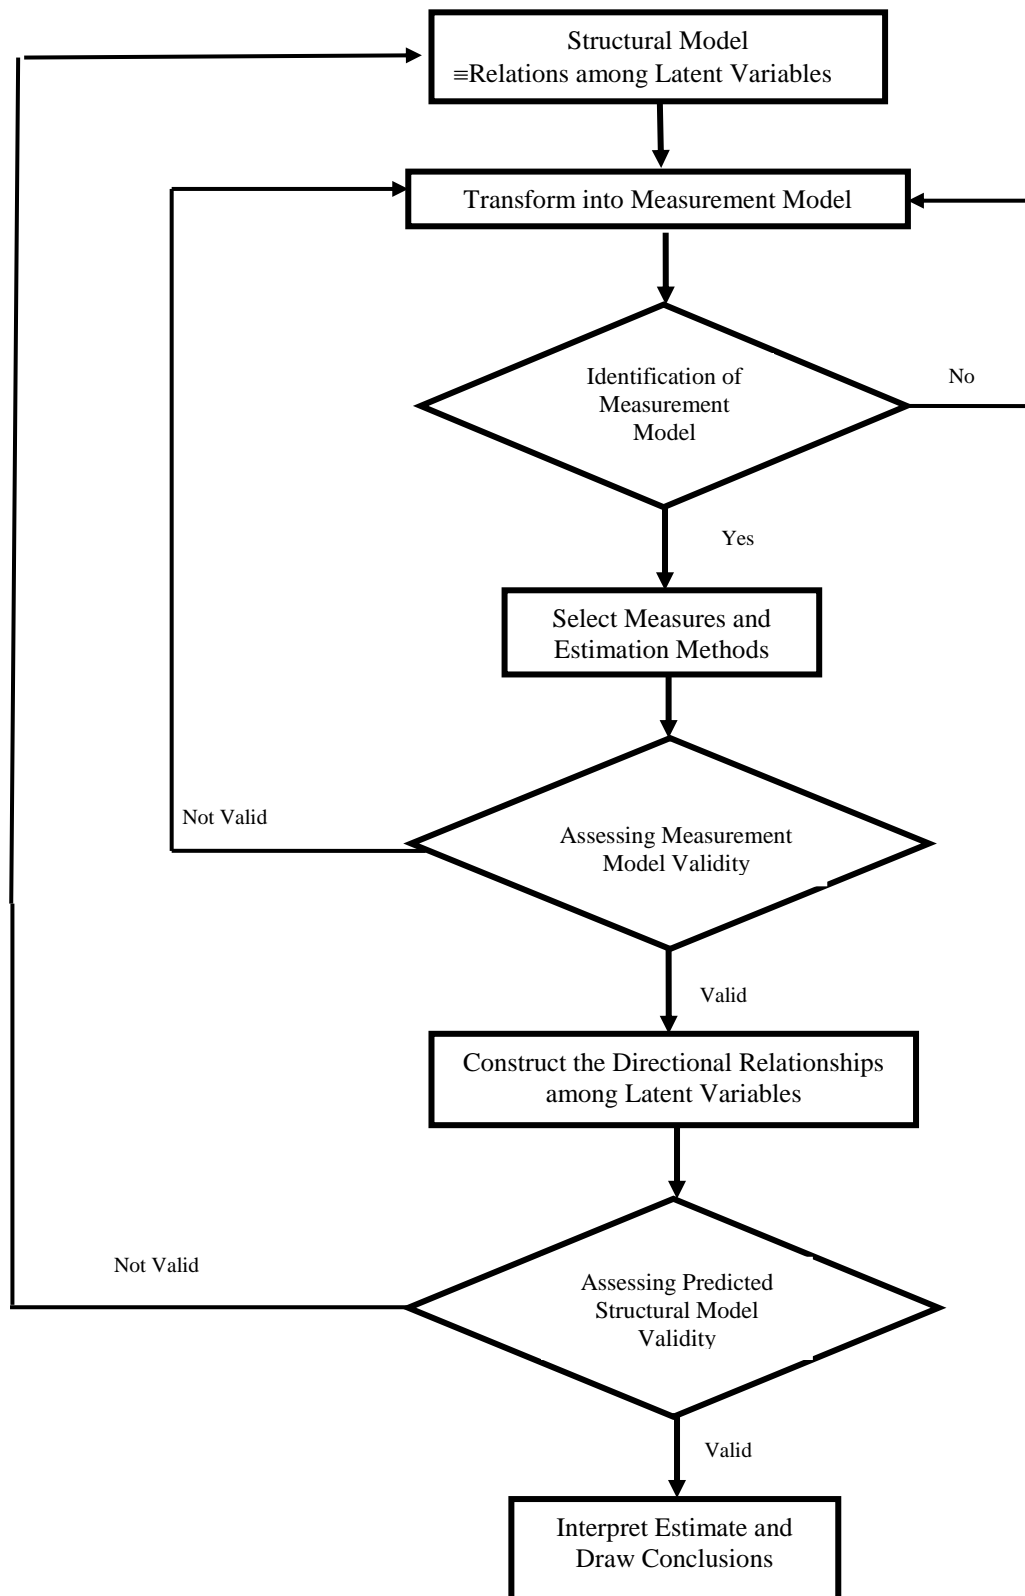 Structural Model
≡Relations among Latent Variables
Transform into Measurement Model
Identification of
Measurement
Model
No
Yes
Select Measures and
Estimation Methods
Not Valid
Assessing Measurement
Model Validity
Valid
Construct the Directional Relationships
among Latent Variables
Not Valid
Assessing Predicted
Structural Model
Validity
Valid
Interpret Estimate and
Draw Conclusions